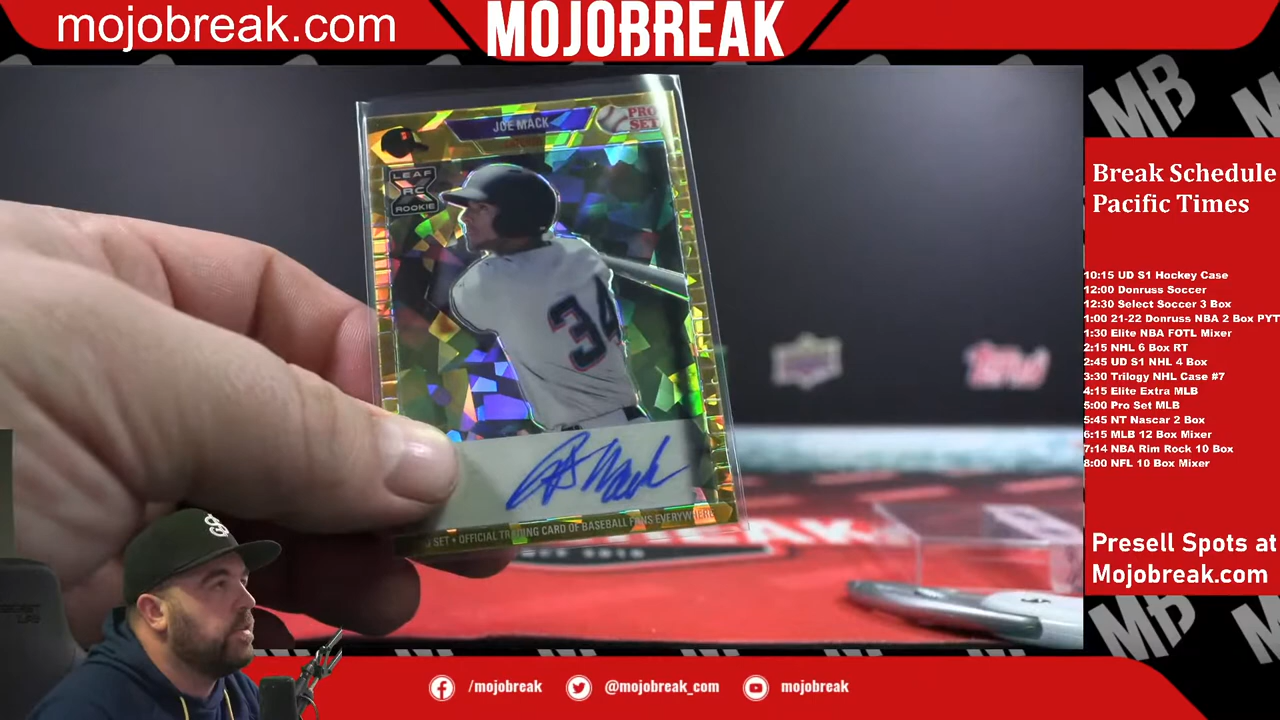 mojobreak.com
MOJOBREAK
JOE MACK
PRO
SET
LEAF
RC
ROOKIE
34
SET • OFFICIAL TRADING CARD OF BASEBALL FANS EVERYWHERE
Topps
MB
Break Schedule
Pacific Times
10:15 UD S1 Hockey Case
12:00 Donruss Soccer
12:30 Select Soccer 3 Box
1:00 21-22 Donruss NBA 2 Box PYT
1:30 Elite NBA FOTL Mixer
2:15 NHL 6 Box RT
2:45 UD S1 NHL 4 Box
3:30 Trilogy NHL Case #7
4:15 Elite Extra MLB
5:00 Pro Set MLB
5:45 NT Nascar 2 Box
6:15 MLB 12 Box Mixer
7:14 NBA Rim Rock 10 Box
8:00 NFL 10 Box Mixer
Presell Spots at
Mojobreak.com
MB
/mojobreak
@mojobreak_com
mojobreak